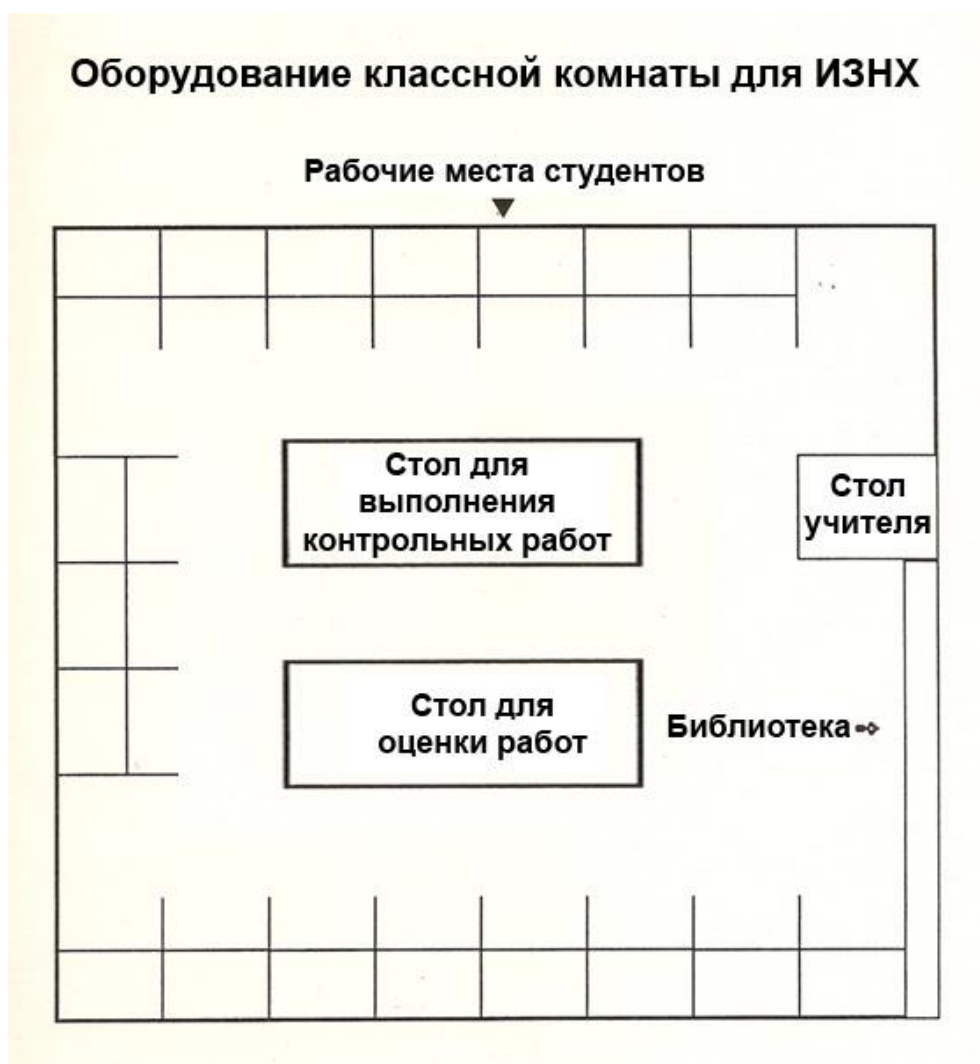 Оборудование классной комнаты для ИЗНХ
Рабочие места студентов
Стол для
выполнения
контрольных работ
Стол
учителя
Стол для
оценки работ
Библиотека